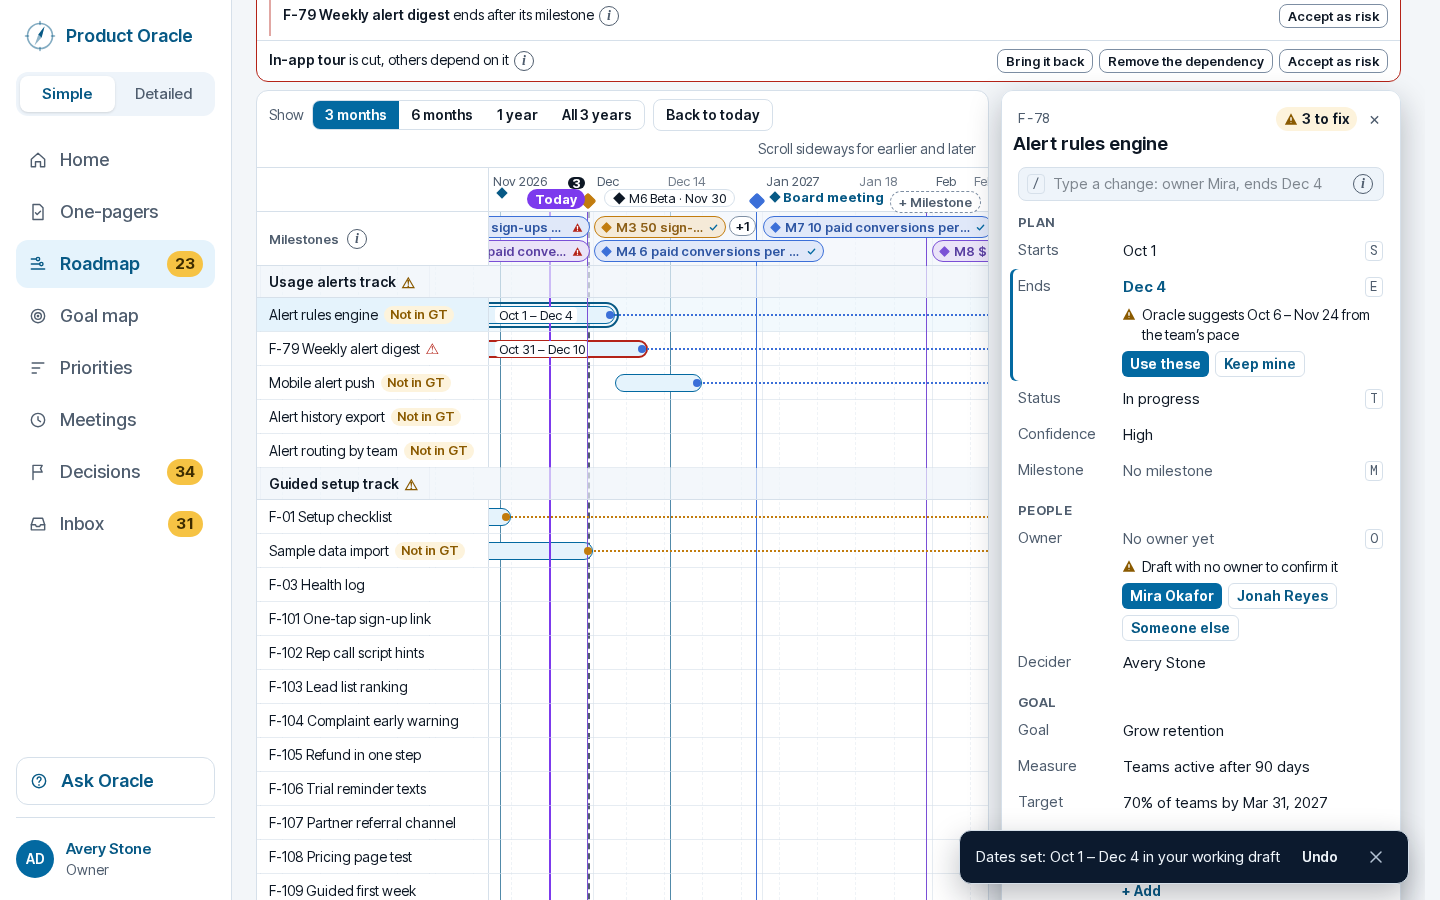 Product Oracle
Simple
Detailed
Home
One-pagers
Roadmap 23
Goal map
Priorities
Meetings
Decisions 34
Inbox 31
Ask Oracle
AD
Avery Stone
Owner
F-79 Weekly alert digest ends after its milestone i
Accept as risk
In-app tour is cut, others depend on it i
Bring it back
Remove the dependency
Accept as risk
Show
3 months
6 months
1 year
All 3 years
Back to today
Scroll sideways for earlier and later
Nov 2026
3
Dec
Dec 14
Jan 2027
Jan 18
Feb
Fe
Today
M6 Beta · Nov 30
Board meeting
+ Milestone
Milestones i
sign-ups ...
M3 50 sign-...
+1
M7 10 paid conversions per...
paid conve...
M4 6 paid conversions per ...
M8 $
Usage alerts track
Alert rules engine Not in GT
Oct 1 – Dec 4
F-79 Weekly alert digest
Oct 31 – Dec 10
Mobile alert push Not in GT
Alert history export Not in GT
Alert routing by team Not in GT
Guided setup track
F-01 Setup checklist
Sample data import Not in GT
F-03 Health log
F-101 One-tap sign-up link
F-102 Rep call script hints
F-103 Lead list ranking
F-104 Complaint early warning
F-105 Refund in one step
F-106 Trial reminder texts
F-107 Partner referral channel
F-108 Pricing page test
F-109 Guided first week
F-78
3 to fix
×
Alert rules engine
/ Type a change: owner Mira, ends Dec 4 i
PLAN
Starts Oct 1 S
Ends Dec 4 E
Oracle suggests Oct 6 – Nov 24 from
the team’s pace
Use these
Keep mine
Status In progress T
Confidence High
Milestone No milestone M
PEOPLE
Owner No owner yet O
Draft with no owner to confirm it
Mira Okafor
Jonah Reyes
Someone else
Decider Avery Stone
GOAL
Goal Grow retention
Measure Teams active after 90 days
Target 70% of teams by Mar 31, 2027
Dates set: Oct 1 – Dec 4 in your working draft
Undo
+ Add